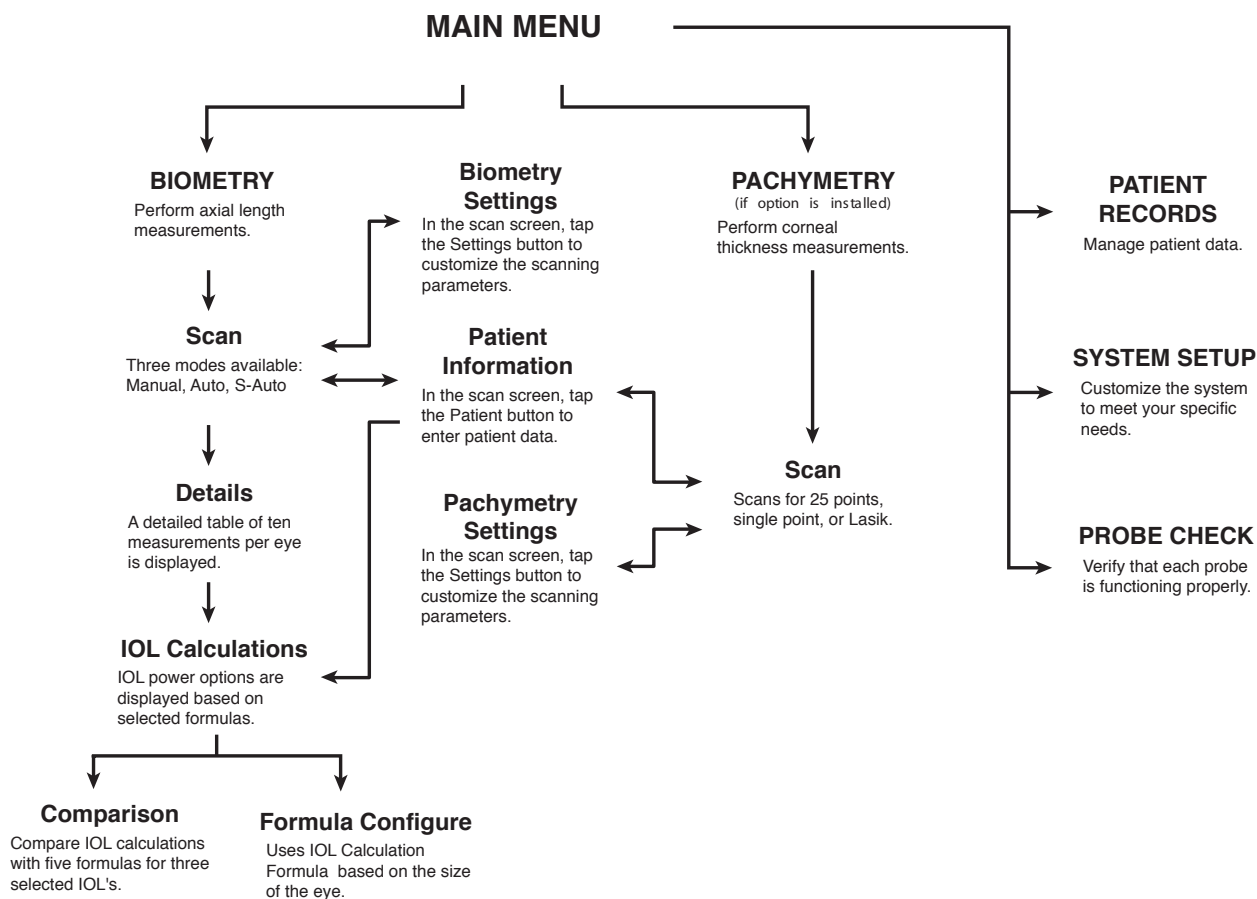 MAIN MENU
BIOMETRY
Perform axial length
measurements.
Biometry
Settings
In the scan screen, tap
the Settings button to
customize the scanning
parameters.
PACHYMETRY
(if option is installed)
Perform corneal
thickness measurements.
PATIENT
RECORDS
Manage patient data.
Scan
Three modes available:
Manual, Auto, S-Auto
Patient
Information
In the scan screen, tap
the Patient button to
enter patient data.
SYSTEM SETUP
Customize the system
to meet your specific
needs.
Scan
Scans for 25 points,
single point, or Lasik.
Details
A detailed table of ten
measurements per eye
is displayed.
Pachymetry
Settings
In the scan screen, tap
the Settings button to
customize the scanning
parameters.
PROBE CHECK
Verify that each probe
is functioning properly.
IOL Calculations
IOL power options are
displayed based on
selected formulas.
Comparison
Compare IOL calculations
with five formulas for three
selected IOL's.
Formula Configure
Uses IOL Calculation
Formula based on the size
of the eye.